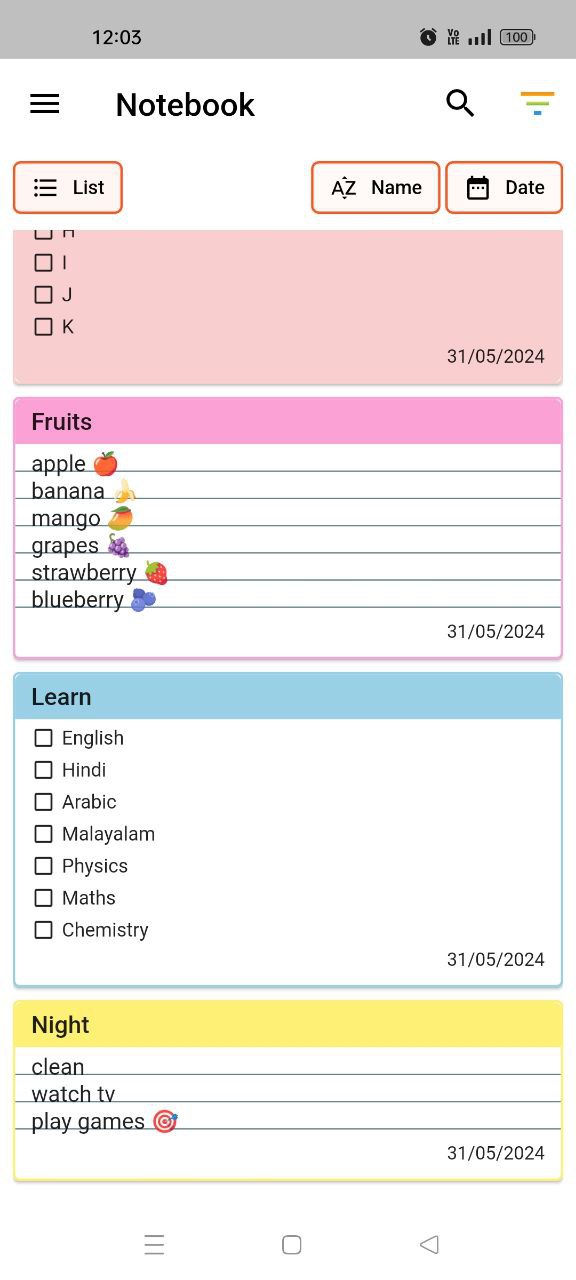 12:03
Vo LTE
100
Notebook
List
AZ Name
Date
H
I
J
K
31/05/2024
Fruits
apple 🍎
banana 🍌
mango 🥭
grapes 🍇
strawberry 🍓
blueberry 🫐
31/05/2024
Learn
English
Hindi
Arabic
Malayalam
Physics
Maths
Chemistry
31/05/2024
Night
clean
watch tv
play games 🎯
31/05/2024